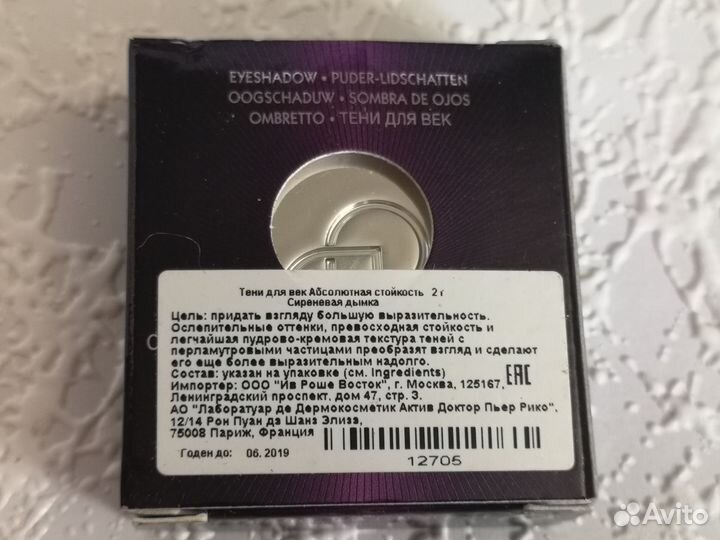 EYESHADOW • PUDER-LIDSCHATTEN
OOGSCHADUW • SOMBRA DE OJOS
OMBRETTO • ТЕНИ ДЛЯ ВЕК
Тени для век Абсолютная стойкость 2 г
Сиреневая дымка
Цель: придать взгляду большую выразительность.
Ослепительные оттенки, превосходная стойкость и
легчайшая пудрово-кремовая текстура теней с
перламутровыми частицами преобразят взгляд и сделают
его еще более выразительным надолго.
Состав: указан на упаковке (см. Ingredients)
Импортер: ООО "Ив Роше Восток", г. Москва, 125167,
Ленинградский проспект, дом 47, стр. 3.
EAC
АО "Лаборатуар де Дермокосметик Актив Доктор Пьер Рико",
12/14 Рон Пуан дэ Шанз Элизэ,
75008 Париж, Франция
Годен до: 06. 2019
12705
Avito